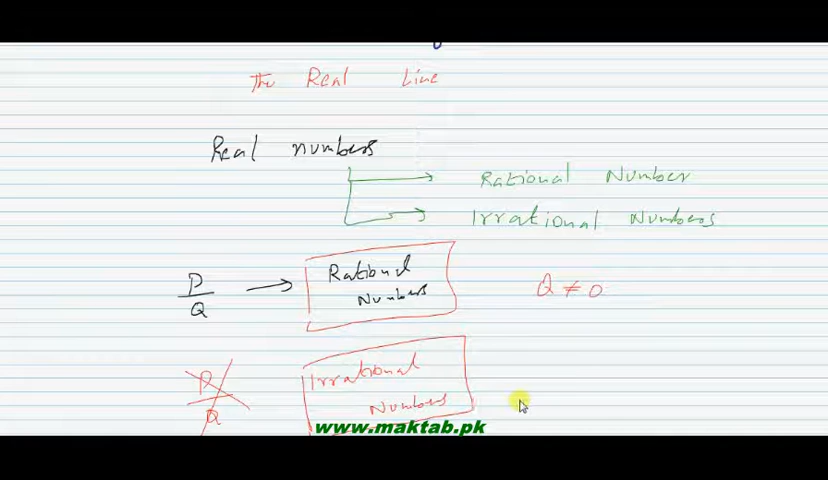 The Real Line
Real numbers
Rational Number
Irrational Numbers
P/Q → Rational Numbers Q ≠ 0
P/Q Irrational Numbers
www.maktab.pk